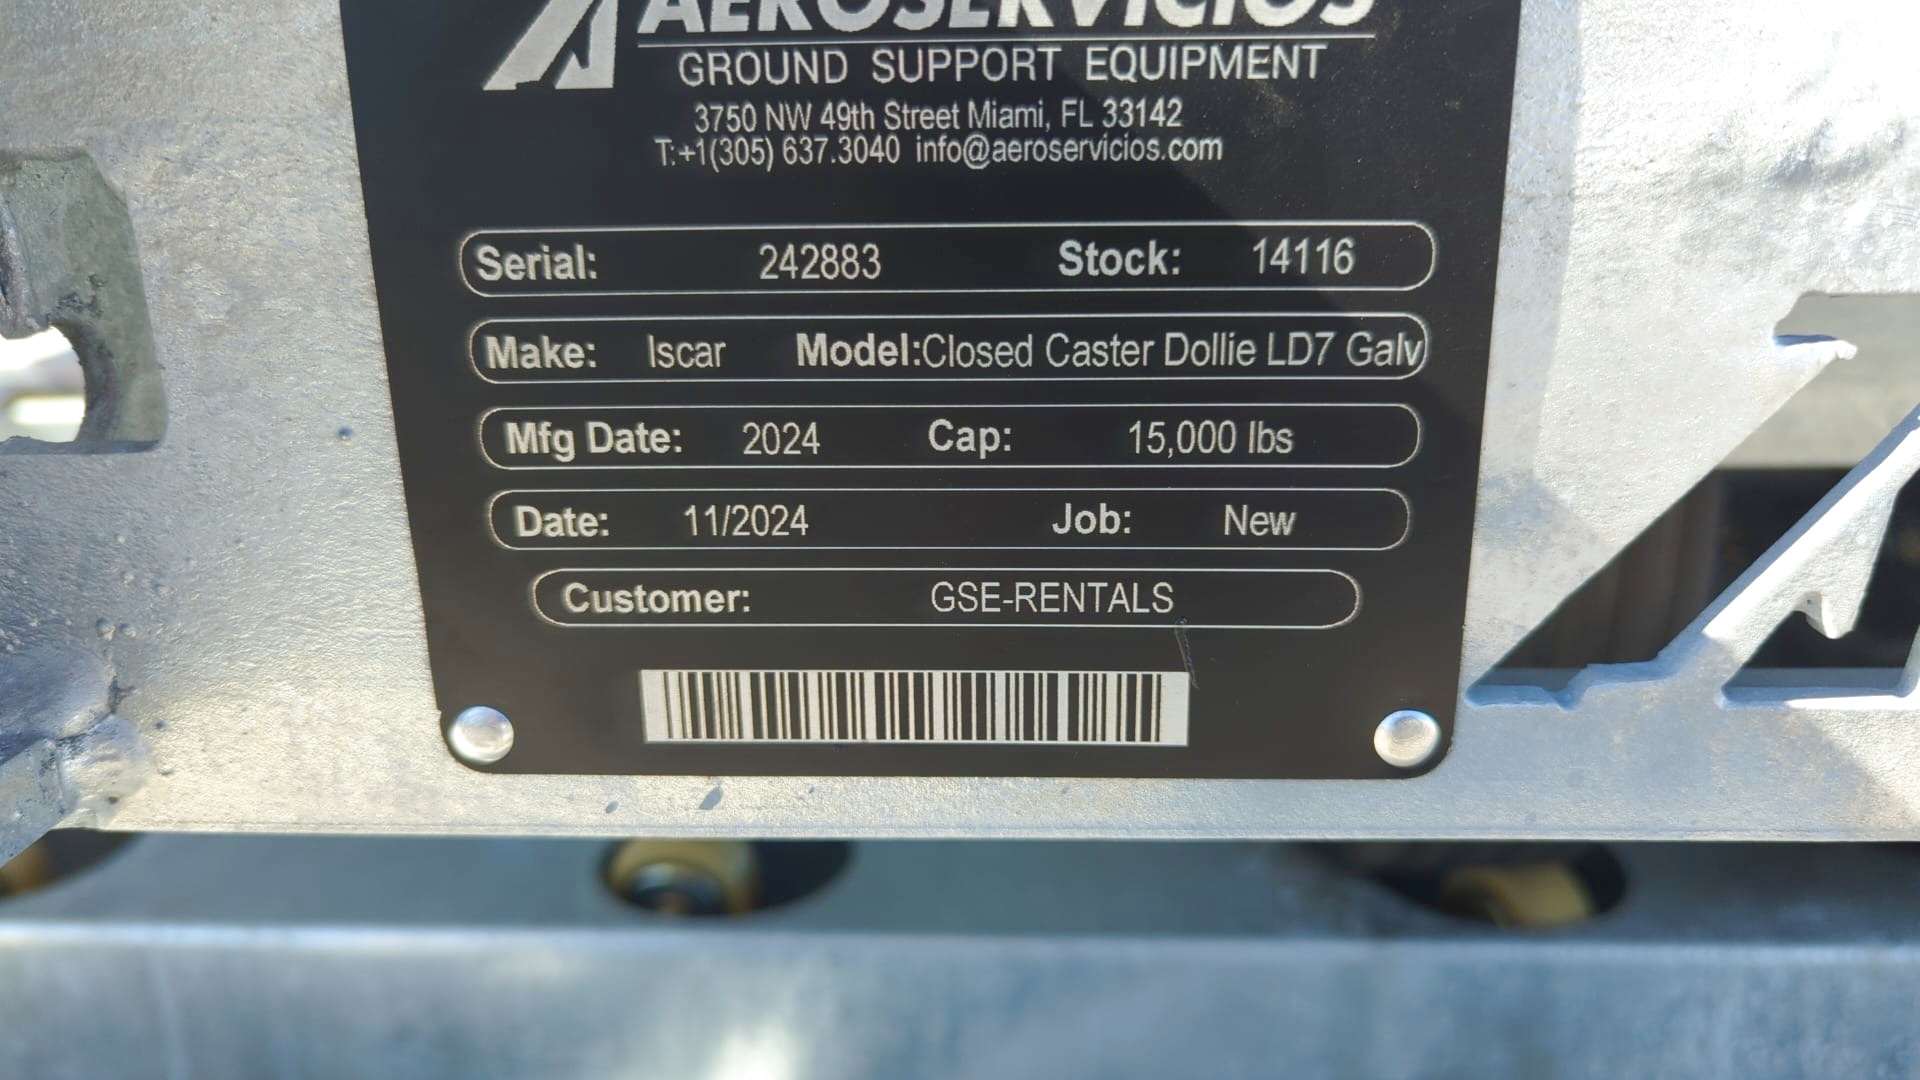 AEROSERVICIOS
GROUND SUPPORT EQUIPMENT
3750 NW 49th Street Miami, FL 33142
T:+1(305) 637.3040 info@aeroservicios.com
Serial: 242883 Stock: 14116
Make: Iscar Model:Closed Caster Dollie LD7 Galv
Mfg Date: 2024 Cap: 15,000 lbs
Date: 11/2024 Job: New
Customer: GSE-RENTALS